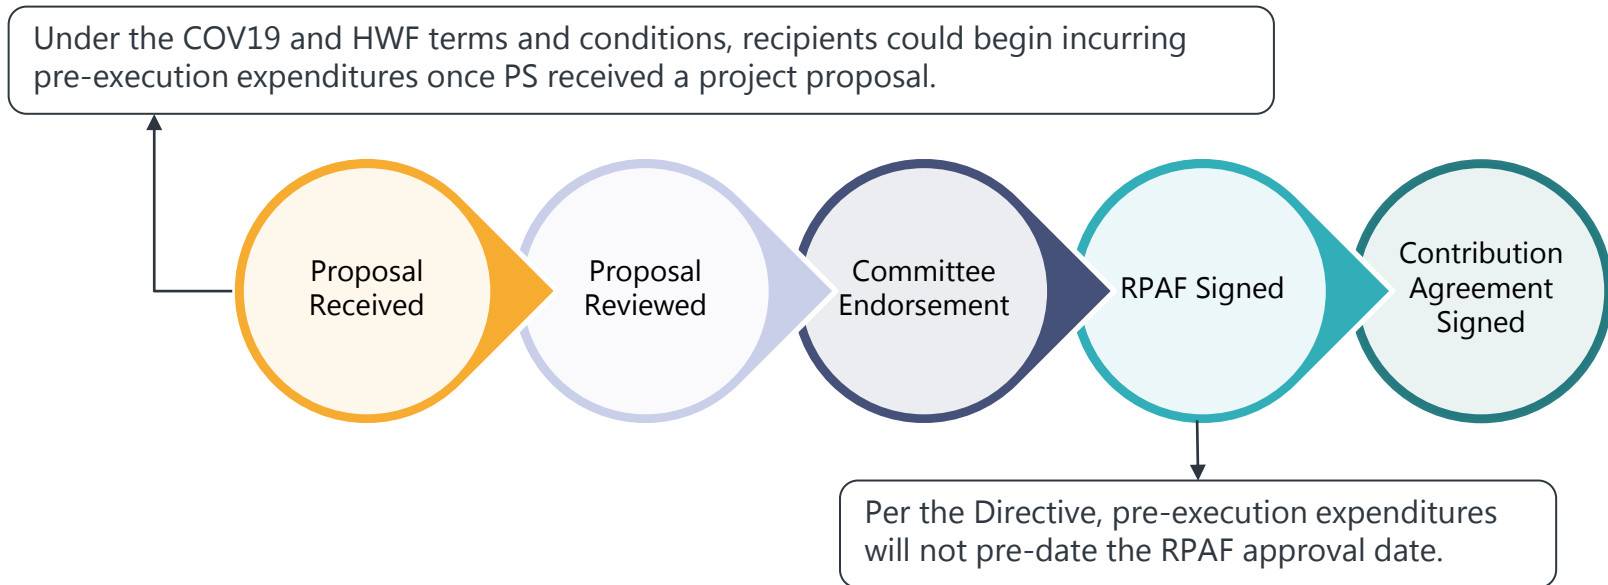 Under the COV19 and HWF terms and conditions, recipients could begin incurring
pre-execution expenditures once PS received a project proposal.
Proposal
Received
Proposal
Reviewed
Committee
Endorsement
RPAF Signed
Contribution
Agreement
Signed
Per the Directive, pre-execution expenditures
will not pre-date the RPAF approval date.